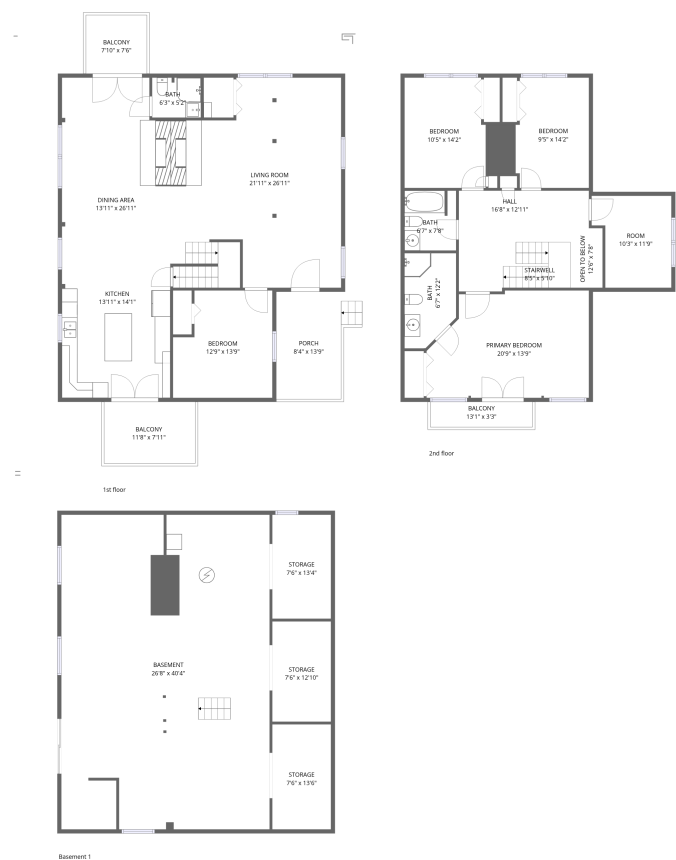 BALCONY
7'10" x 7'6"
BATH
6'3" x 5'2"
LIVING ROOM
21'11" x 26'11"
DINING AREA
13'11" x 26'11"
KITCHEN
13'11" x 14'1"
BEDROOM
12'9" x 13'9"
PORCH
8'4" x 13'9"
BALCONY
11'8" x 7'11"
1st floor
BEDROOM
10'5" x 14'2"
BEDROOM
9'5" x 14'2"
HALL
16'8" x 12'11"
BATH
6'7" x 7'8"
ROOM
10'3" x 11'9"
OPEN TO BELOW
12'6" x 7'8"
STAIRWELL
8'5" x 5'10"
BATH
6'7" x 12'2"
PRIMARY BEDROOM
20'9" x 13'9"
BALCONY
13'1" x 3'3"
2nd floor
STORAGE
7'6" x 13'4"
BASEMENT
26'8" x 40'4"
STORAGE
7'6" x 12'10"
STORAGE
7'6" x 13'6"
Basement 1